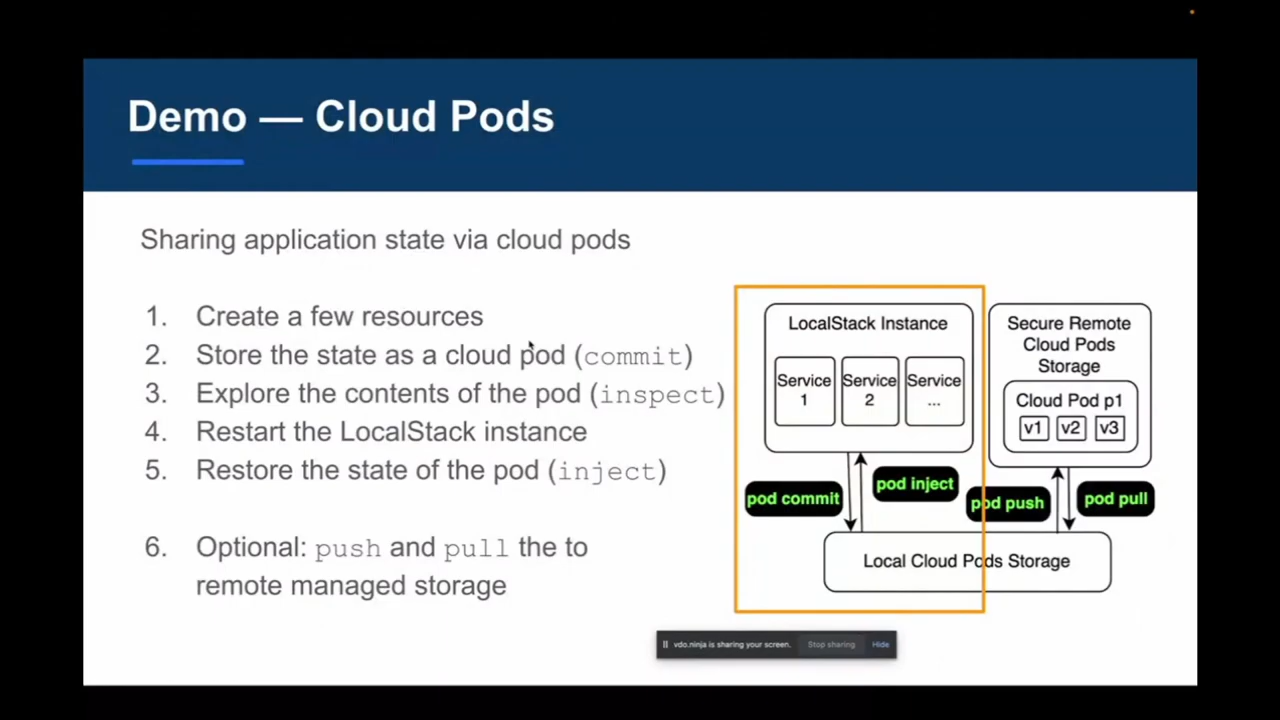 Demo — Cloud Pods
Sharing application state via cloud pods
1. Create a few resources
2. Store the state as a cloud pod (commit)
3. Explore the contents of the pod (inspect)
4. Restart the LocalStack instance
5. Restore the state of the pod (inject)
6. Optional: push and pull the to
remote managed storage
LocalStack Instance
Service
1
Service
2
Service
...
Secure Remote
Cloud Pods
Storage
Cloud Pod p1
v1 v2 v3
pod commit
pod inject
pod push
pod pull
Local Cloud Pods Storage
vdo.ninja is sharing your screen. Stop sharing Hide